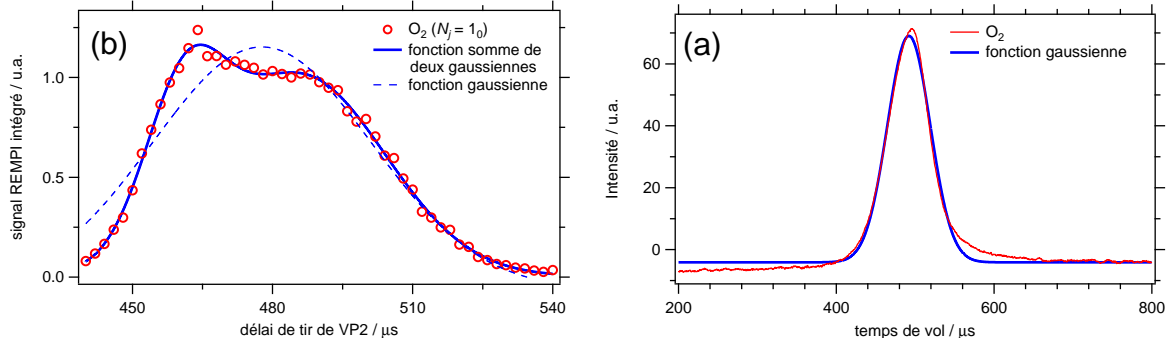 (b)
O₂ (Nⱼ = 1₀)
fonction somme de
deux gaussiennes
fonction gaussienne
signal REMPI intégré / u.a.
1.0
0.5
0.0
450
480
510
540
délai de tir de VP2 / μs
(a)
O₂
fonction gaussienne
Intensité / u.a.
60
40
20
0
200
400
600
800
temps de vol / μs